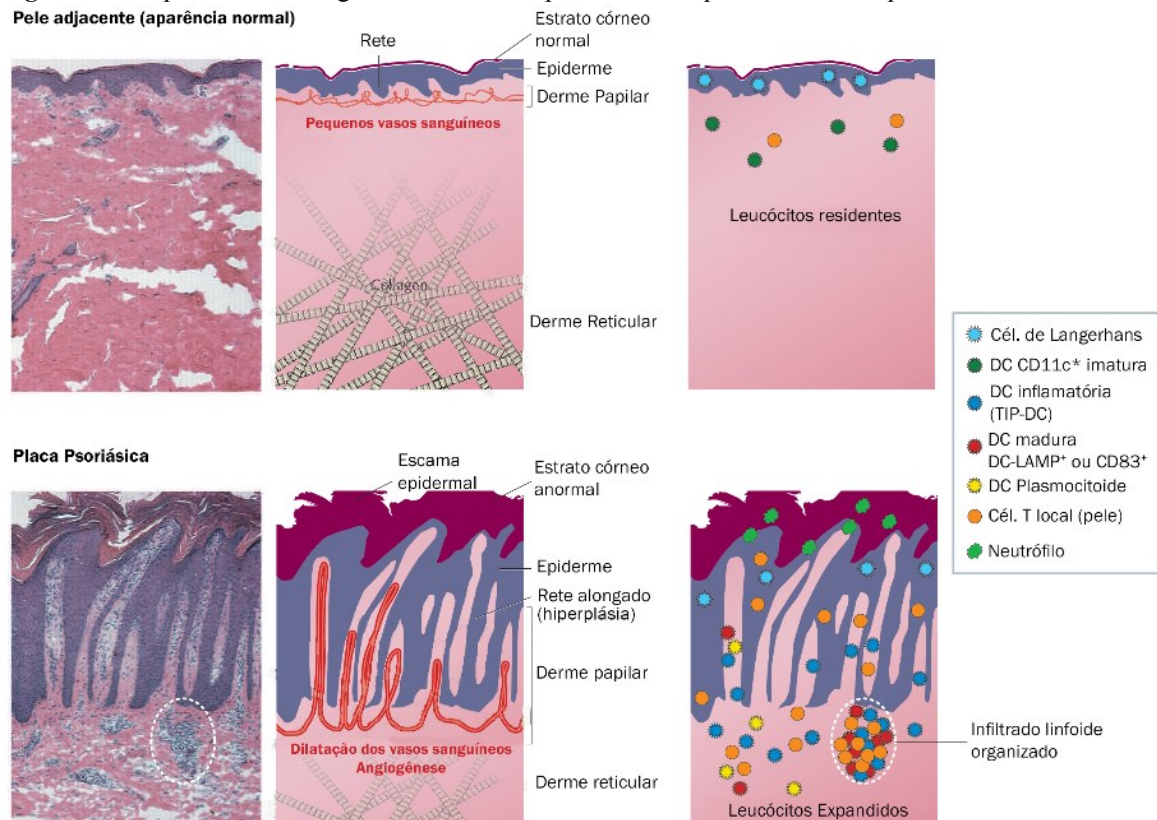 Pele adjacente (aparência normal)
Rete
Estrato córneo
normal
Epiderme
Derme Papilar
Pequenos vasos sanguíneos
Collagen
Derme Reticular
Leucócitos residentes
Cél. de Langerhans
DC CD11c* imatura
DC inflamatória
(TIP-DC)
DC madura
DC-LAMP⁺ ou CD83⁺
DC Plasmocitoide
Cél. T local (pele)
Neutrófilo
Placa Psoriásica
Escama
epidermal
Estrato córneo
anormal
Epiderme
Rete alongado
(hiperplásia)
Derme papilar
Dilatação dos vasos sanguíneos
Angiogênese
Derme reticular
Infiltrado linfoide
organizado
Leucócitos Expandidos